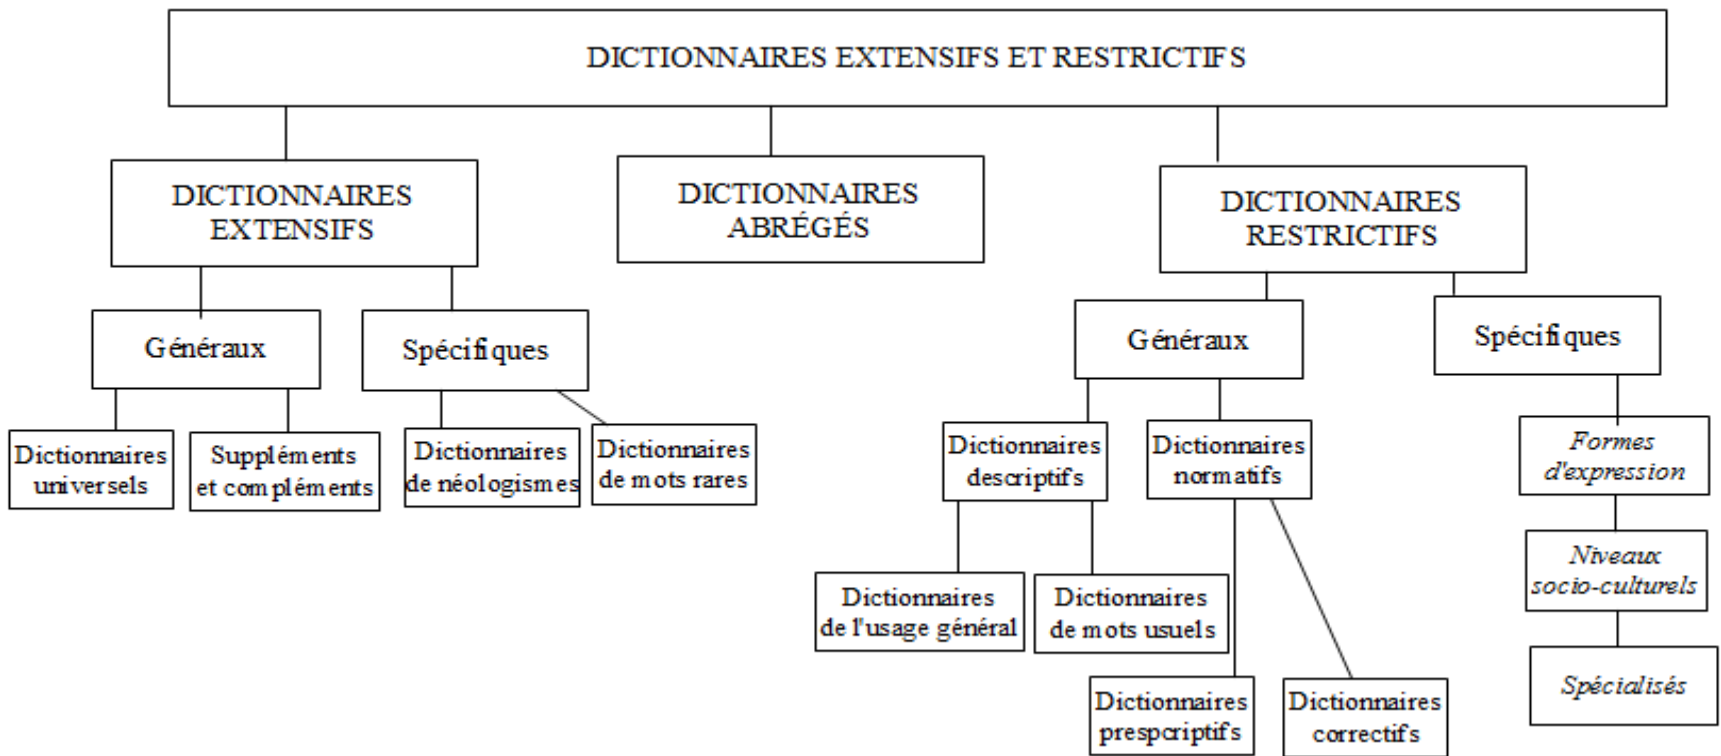 DICTIONNAIRES EXTENSIFS ET RESTRICTIFS
DICTIONNAIRES
EXTENSIFS
DICTIONNAIRES
ABRÉGÉS
DICTIONNAIRES
RESTRICTIFS
Généraux
Spécifiques
Généraux
Spécifiques
Dictionnaires
universels
Suppléments
et compléments
Dictionnaires
de néologismes
Dictionnaires
de mots rares
Dictionnaires
descriptifs
Dictionnaires
normatifs
Formes
d'expression
Dictionnaires
de l'usage général
Dictionnaires
de mots usuels
Niveaux
socio-culturels
Dictionnaires
prespcriptifs
Dictionnaires
correctifs
Spécialisés